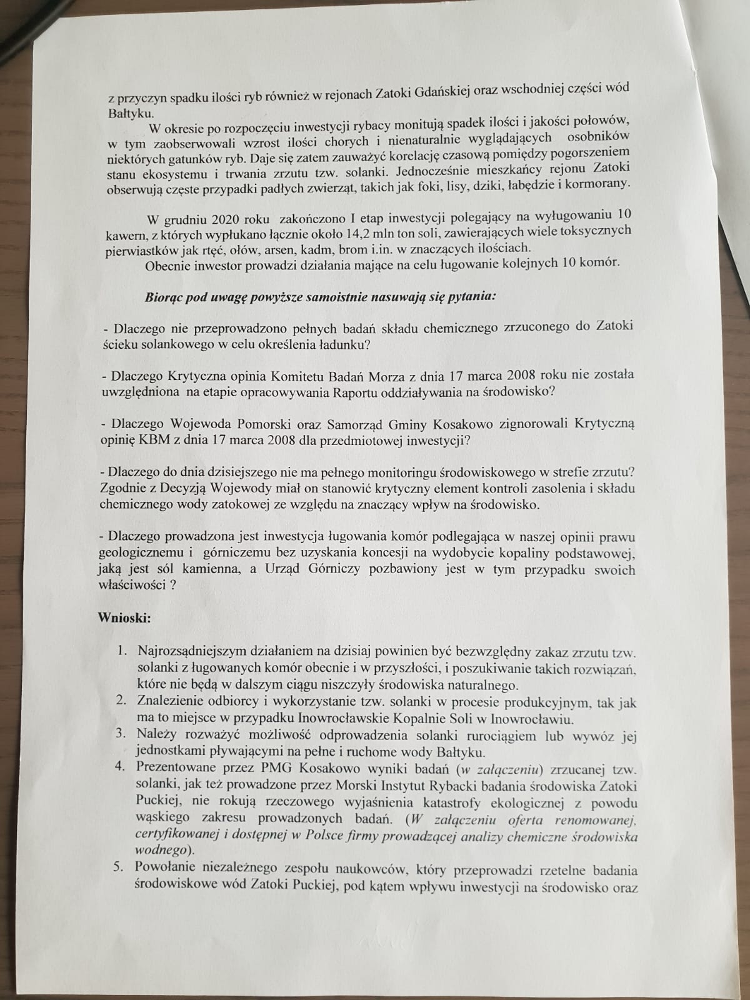 z przyczyn spadku ilości ryb również w rejonach Zatoki Gdańskiej oraz wschodniej części wód
Bałtyku.
W okresie po rozpoczęciu inwestycji rybacy monitują spadek ilości i jakości połowów,
w tym zaobserwowali wzrost ilości chorych i nienaturalnie wyglądających osobników
niektórych gatunków ryb. Daje się zatem zauważyć korelację czasową pomiędzy pogorszeniem
stanu ekosystemu i trwania zrzutu tzw. solanki. Jednocześnie mieszkańcy rejonu Zatoki
obserwują częste przypadki padłych zwierząt, takich jak foki, lisy, dziki, łabędzie i kormorany.
W grudniu 2020 roku zakończono I etap inwestycji polegający na wyługowaniu 10
kawern, z których wypłukano łącznie około 14,2 mln ton soli, zawierających wiele toksycznych
pierwiastków jak rtęć, ołów, arsen, kadm, brom i.in. w znaczących ilościach.
Obecnie inwestor prowadzi działania mające na celu ługowanie kolejnych 10 komór.
Biorąc pod uwagę powyższe samoistnie nasuwają się pytania:
- Dlaczego nie przeprowadzono pełnych badań składu chemicznego zrzuconego do Zatoki
ścieku solankowego w celu określenia ładunku?
- Dlaczego Krytyczna opinia Komitetu Badań Morza z dnia 17 marca 2008 roku nie została
uwzględniona na etapie opracowywania Raportu oddziaływania na środowisko?
- Dlaczego Wojewoda Pomorski oraz Samorząd Gminy Kosakowo zignorowali Krytyczną
opinię KBM z dnia 17 marca 2008 dla przedmiotowej inwestycji?
- Dlaczego do dnia dzisiejszego nie ma pełnego monitoringu środowiskowego w strefie zrzutu?
Zgodnie z Decyzją Wojewody miał on stanowić krytyczny element kontroli zasolenia i składu
chemicznego wody zatokowej ze względu na znaczący wpływ na środowisko.
- Dlaczego prowadzona jest inwestycja ługowania komór podlegająca w naszej opinii prawu
geologicznemu i górniczemu bez uzyskania koncesji na wydobycie kopaliny podstawowej,
jaką jest sól kamienna, a Urząd Górniczy pozbawiony jest w tym przypadku swoich
właściwości ?
Wnioski:
1. Najrozsądniejszym działaniem na dzisiaj powinien być bezwzględny zakaz zrzutu tzw.
solanki z ługowanych komór obecnie i w przyszłości, i poszukiwanie takich rozwiązań,
które nie będą w dalszym ciągu niszczyły środowiska naturalnego.
2. Znalezienie odbiorcy i wykorzystanie tzw. solanki w procesie produkcyjnym, tak jak
ma to miejsce w przypadku Inowrocławskie Kopalnie Soli w Inowrocławiu.
3. Należy rozważyć możliwość odprowadzenia solanki rurociągiem lub wywóz jej
jednostkami pływającymi na pełne i ruchome wody Bałtyku.
4. Prezentowane przez PMG Kosakowo wyniki badań (w załączeniu) zrzucanej tzw.
solanki, jak też prowadzone przez Morski Instytut Rybacki badania środowiska Zatoki
Puckiej, nie rokują rzeczowego wyjaśnienia katastrofy ekologicznej z powodu
wąskiego zakresu prowadzonych badań. (W załączeniu oferta renomowanej,
certyfikowanej i dostępnej w Polsce firmy prowadzącej analizy chemiczne środowiska
wodnego).
5. Powołanie niezależnego zespołu naukowców, który przeprowadzi rzetelne badania
środowiskowe wód Zatoki Puckiej, pod kątem wpływu inwestycji na środowisko oraz